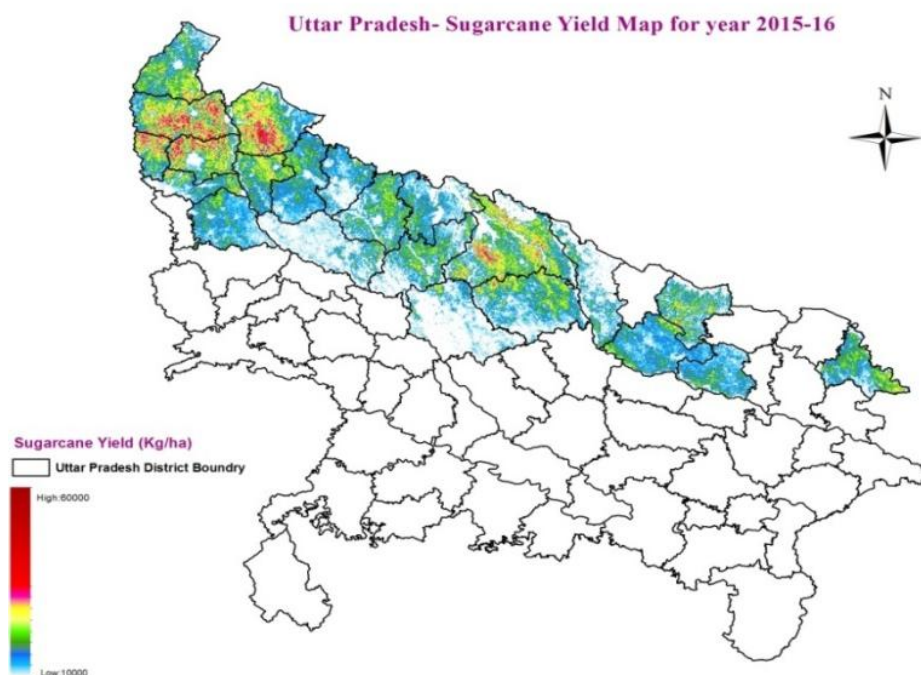 Uttar Pradesh- Sugarcane Yield Map for year 2015-16
N
Sugarcane Yield (Kg/ha)
Uttar Pradesh District Boundry
High:60000
Low:10000